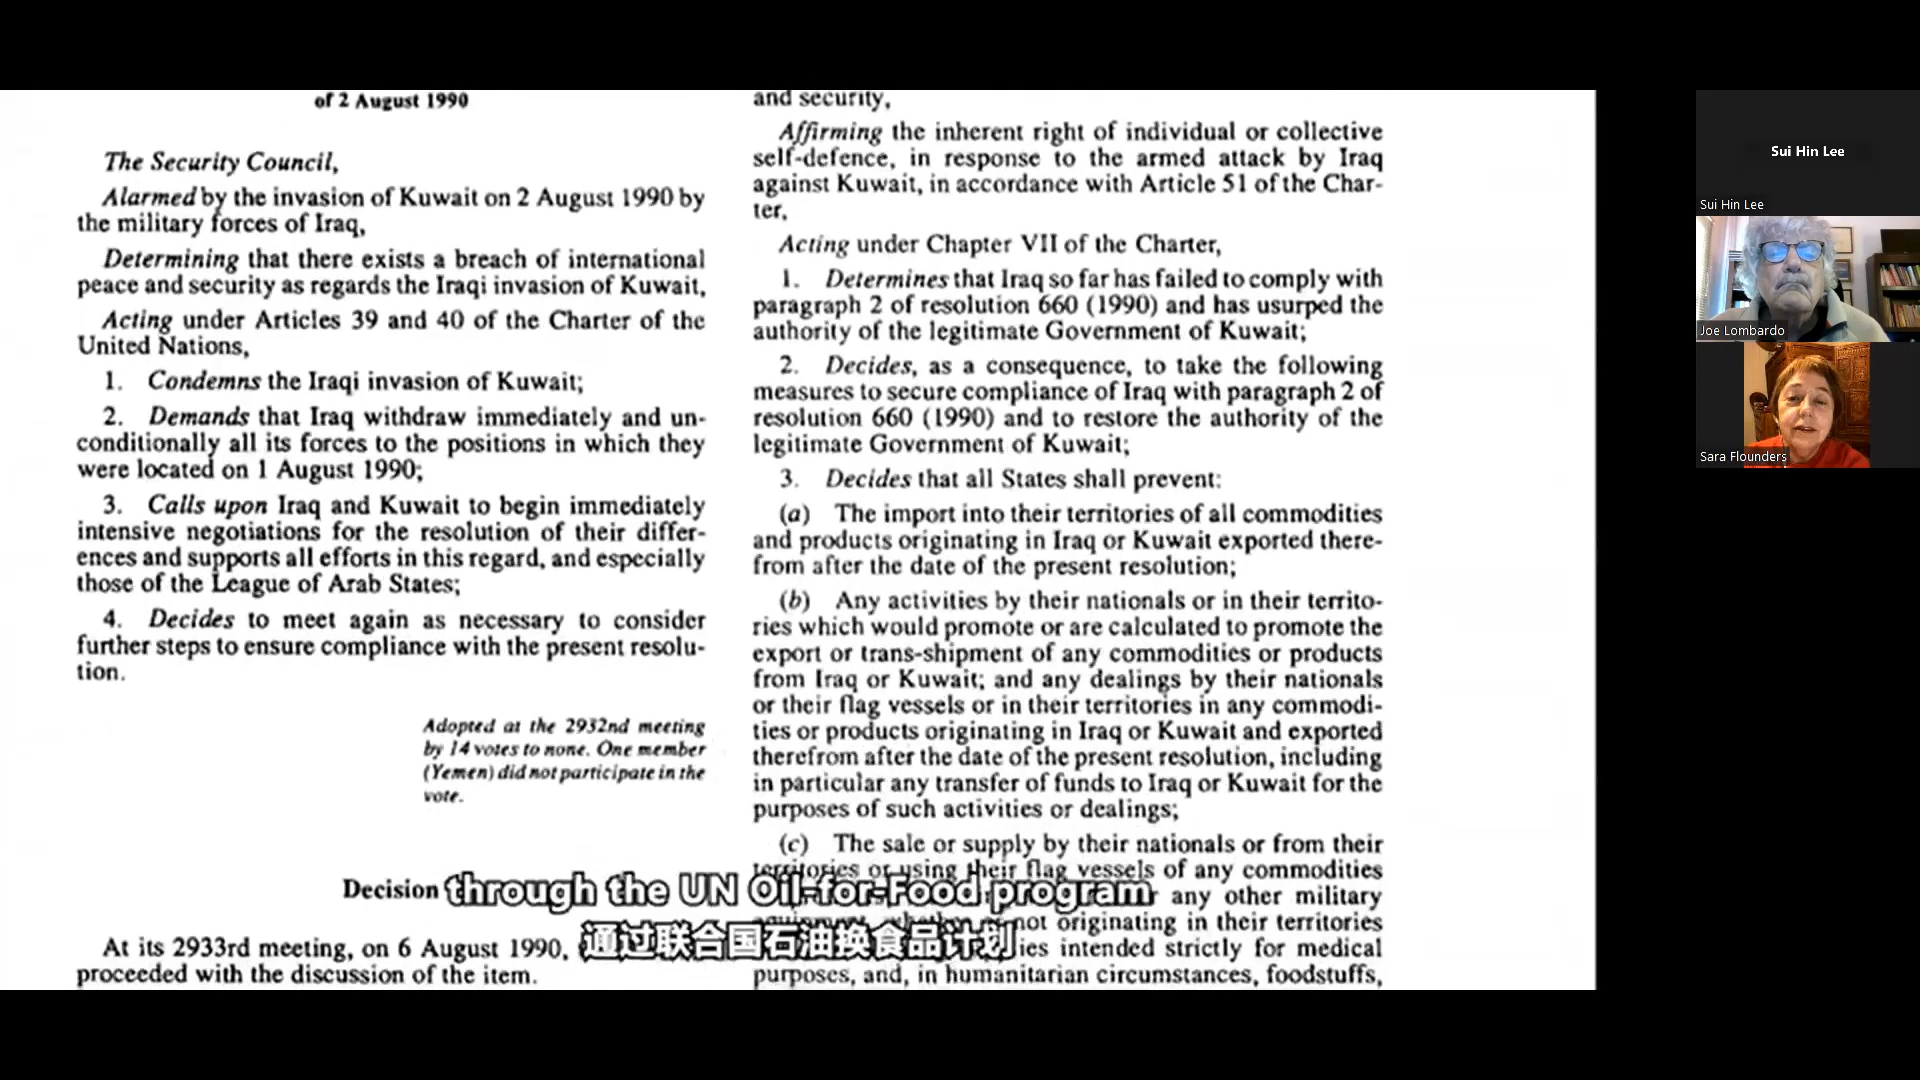 of 2 August 1990
The Security Council,
Alarmed by the invasion of Kuwait on 2 August 1990 by
the military forces of Iraq,
Determining that there exists a breach of international
peace and security as regards the Iraqi invasion of Kuwait,
Acting under Articles 39 and 40 of the Charter of the
United Nations,
1. Condemns the Iraqi invasion of Kuwait;
2. Demands that Iraq withdraw immediately and un-
conditionally all its forces to the positions in which they
were located on 1 August 1990;
3. Calls upon Iraq and Kuwait to begin immediately
intensive negotiations for the resolution of their differ-
ences and supports all efforts in this regard, and especially
those of the League of Arab States;
4. Decides to meet again as necessary to consider
further steps to ensure compliance with the present resolu-
tion.
Adopted at the 2932nd meeting
by 14 votes to none. One member
(Yemen) did not participate in the
vote.
Decision
At its 2933rd meeting, on 6 August 1990,
proceeded with the discussion of the item.
and security,
Affirming the inherent right of individual or collective
self-defence, in response to the armed attack by Iraq
against Kuwait, in accordance with Article 51 of the Char-
ter,
Acting under Chapter VII of the Charter,
1. Determines that Iraq so far has failed to comply with
paragraph 2 of resolution 660 (1990) and has usurped the
authority of the legitimate Government of Kuwait;
2. Decides, as a consequence, to take the following
measures to secure compliance of Iraq with paragraph 2 of
resolution 660 (1990) and to restore the authority of the
legitimate Government of Kuwait;
3. Decides that all States shall prevent:
(a) The import into their territories of all commodities
and products originating in Iraq or Kuwait exported there-
from after the date of the present resolution;
(b) Any activities by their nationals or in their territo-
ries which would promote or are calculated to promote the
export or trans-shipment of any commodities or products
from Iraq or Kuwait; and any dealings by their nationals
or their flag vessels or in their territories in any commodi-
ties or products originating in Iraq or Kuwait and exported
therefrom after the date of the present resolution, including
in particular any transfer of funds to Iraq or Kuwait for the
purposes of such activities or dealings;
(c) The sale or supply by their nationals or from their
territories or using their flag vessels of any commodities
any other military
not originating in their territories
intended strictly for medical
purposes, and, in humanitarian circumstances, foodstuffs,
through the UN Oil-for-Food program
通过联合国石油换食品计划
Sui Hin Lee
Sui Hin Lee
Joe Lombardo
Sara Flounders